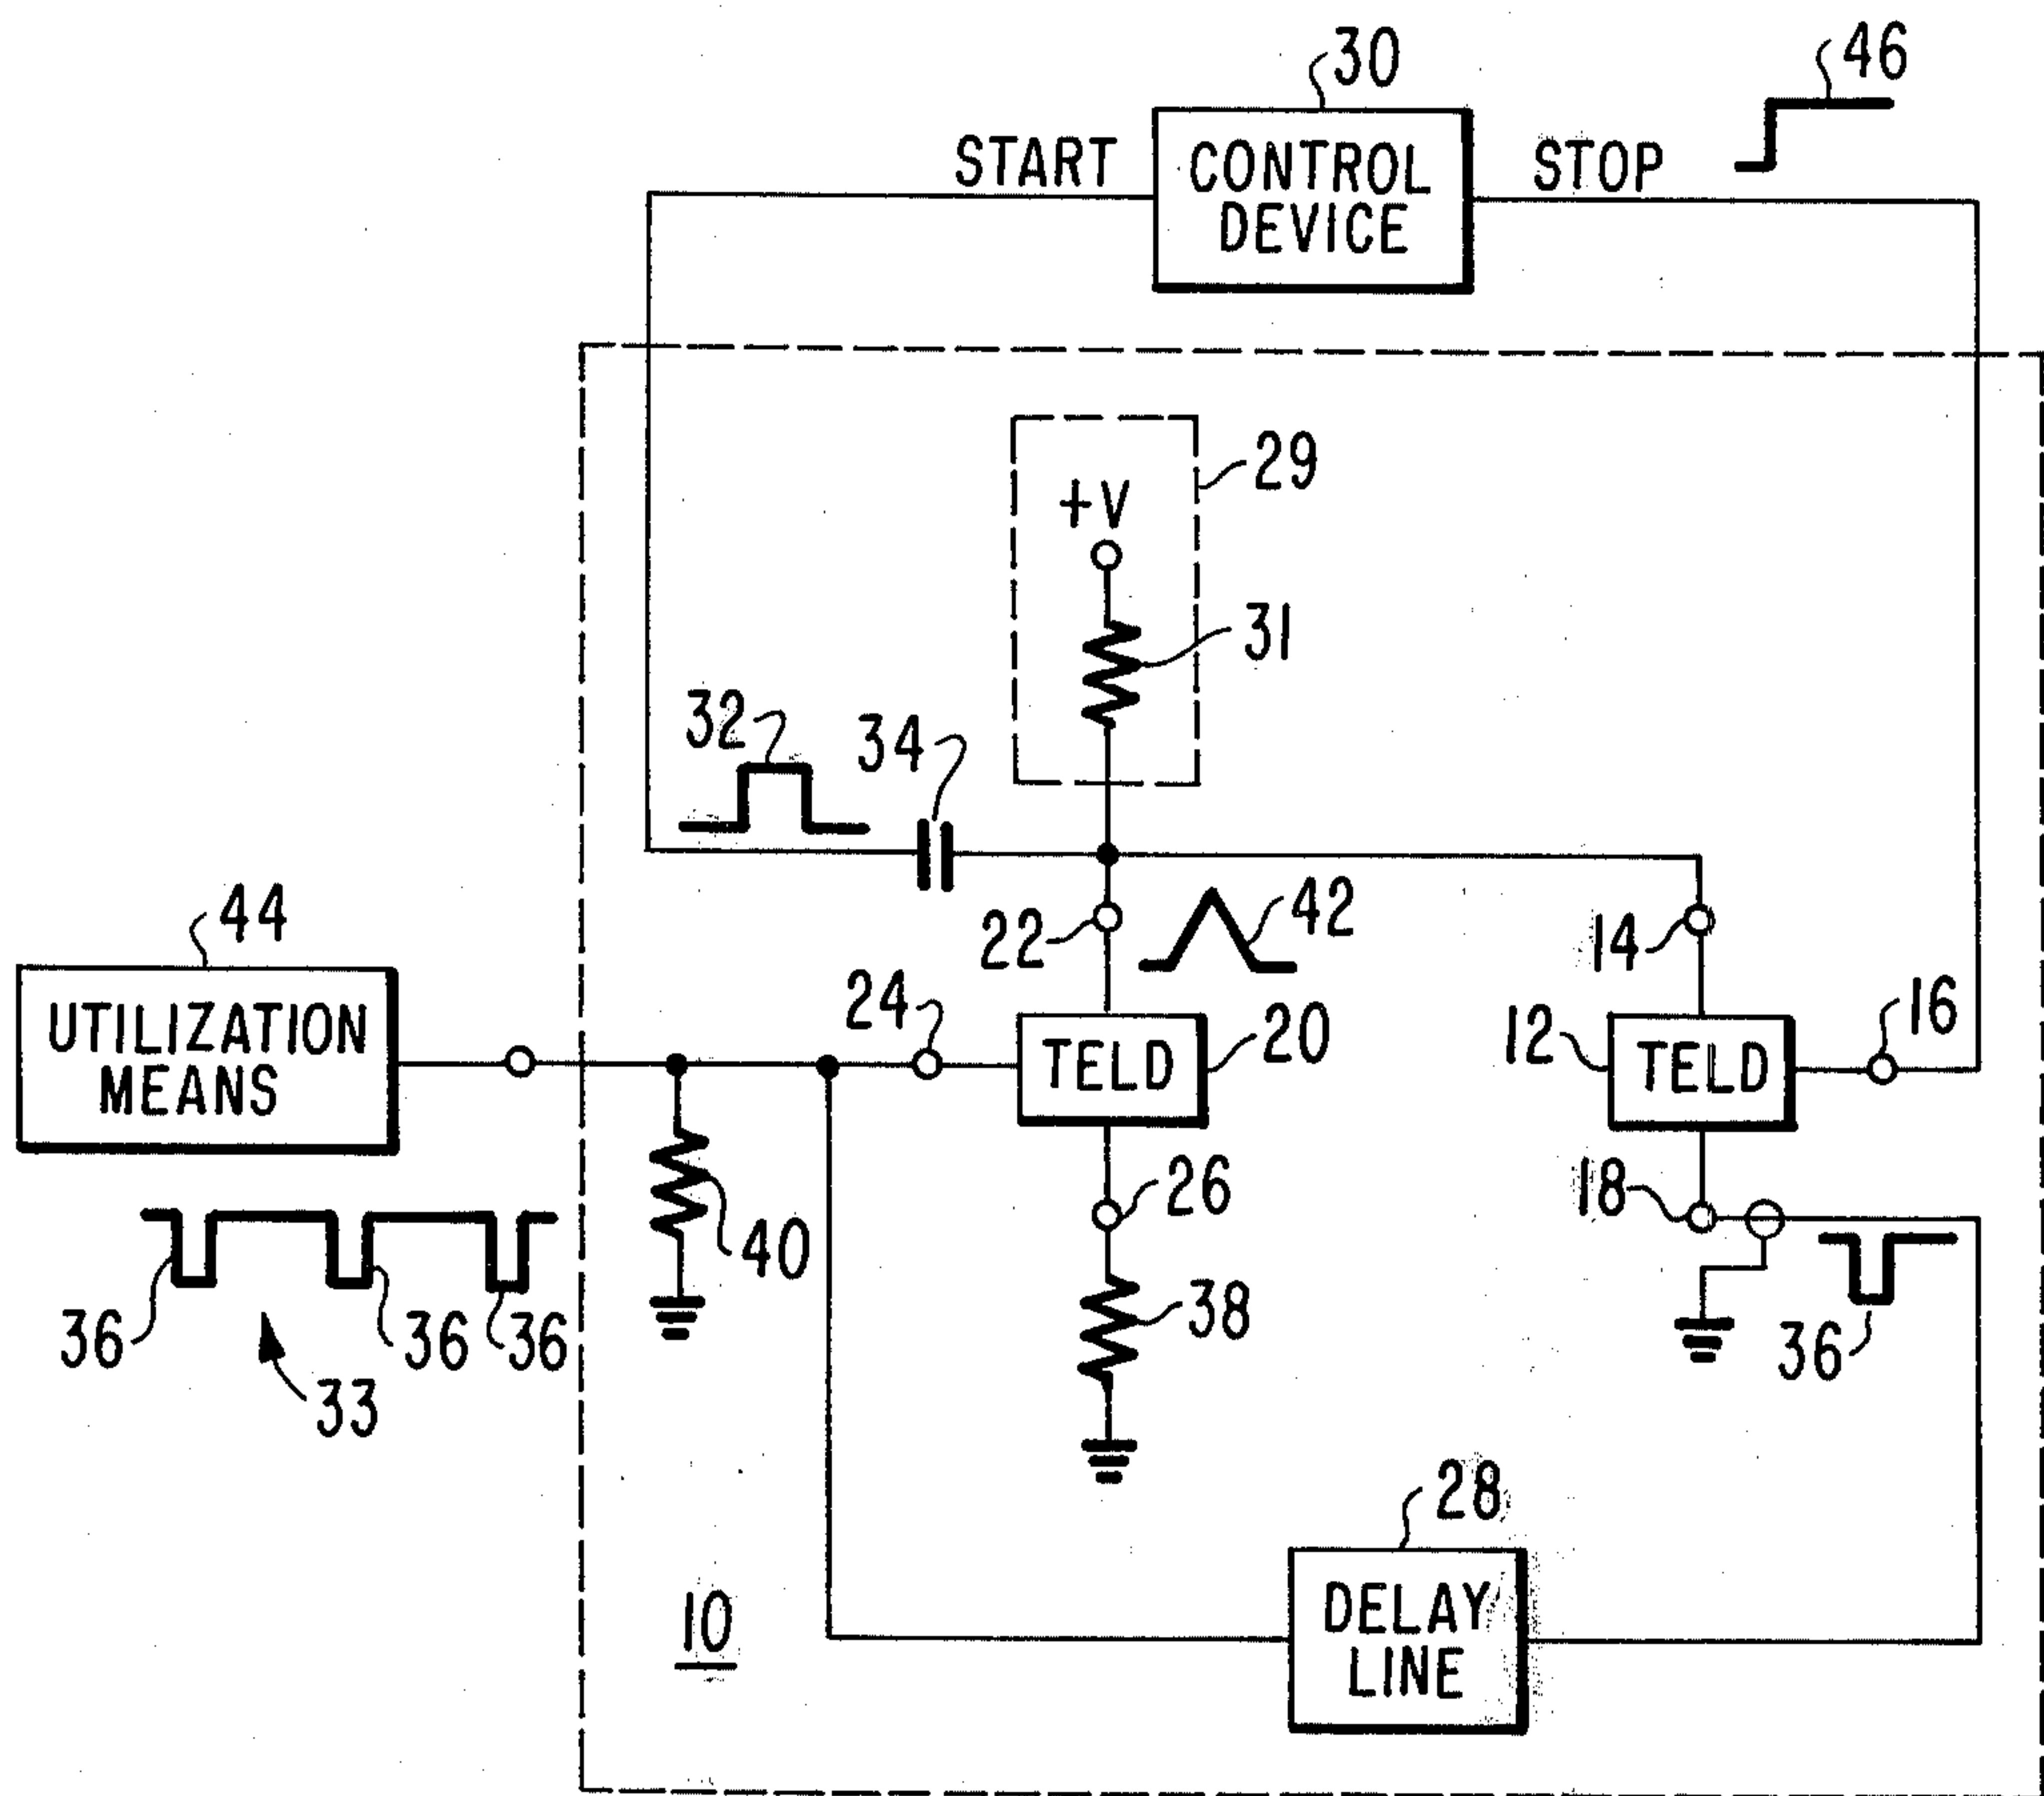 30
46
START
CONTROL
DEVICE
STOP
29
+V
31
32
34
22
42
14
44
24
20
12
16
UTILIZATION
MEANS
TELD
TELD
26
18
40
38
36
36
36
33
36
28
10
DELAY
LINE